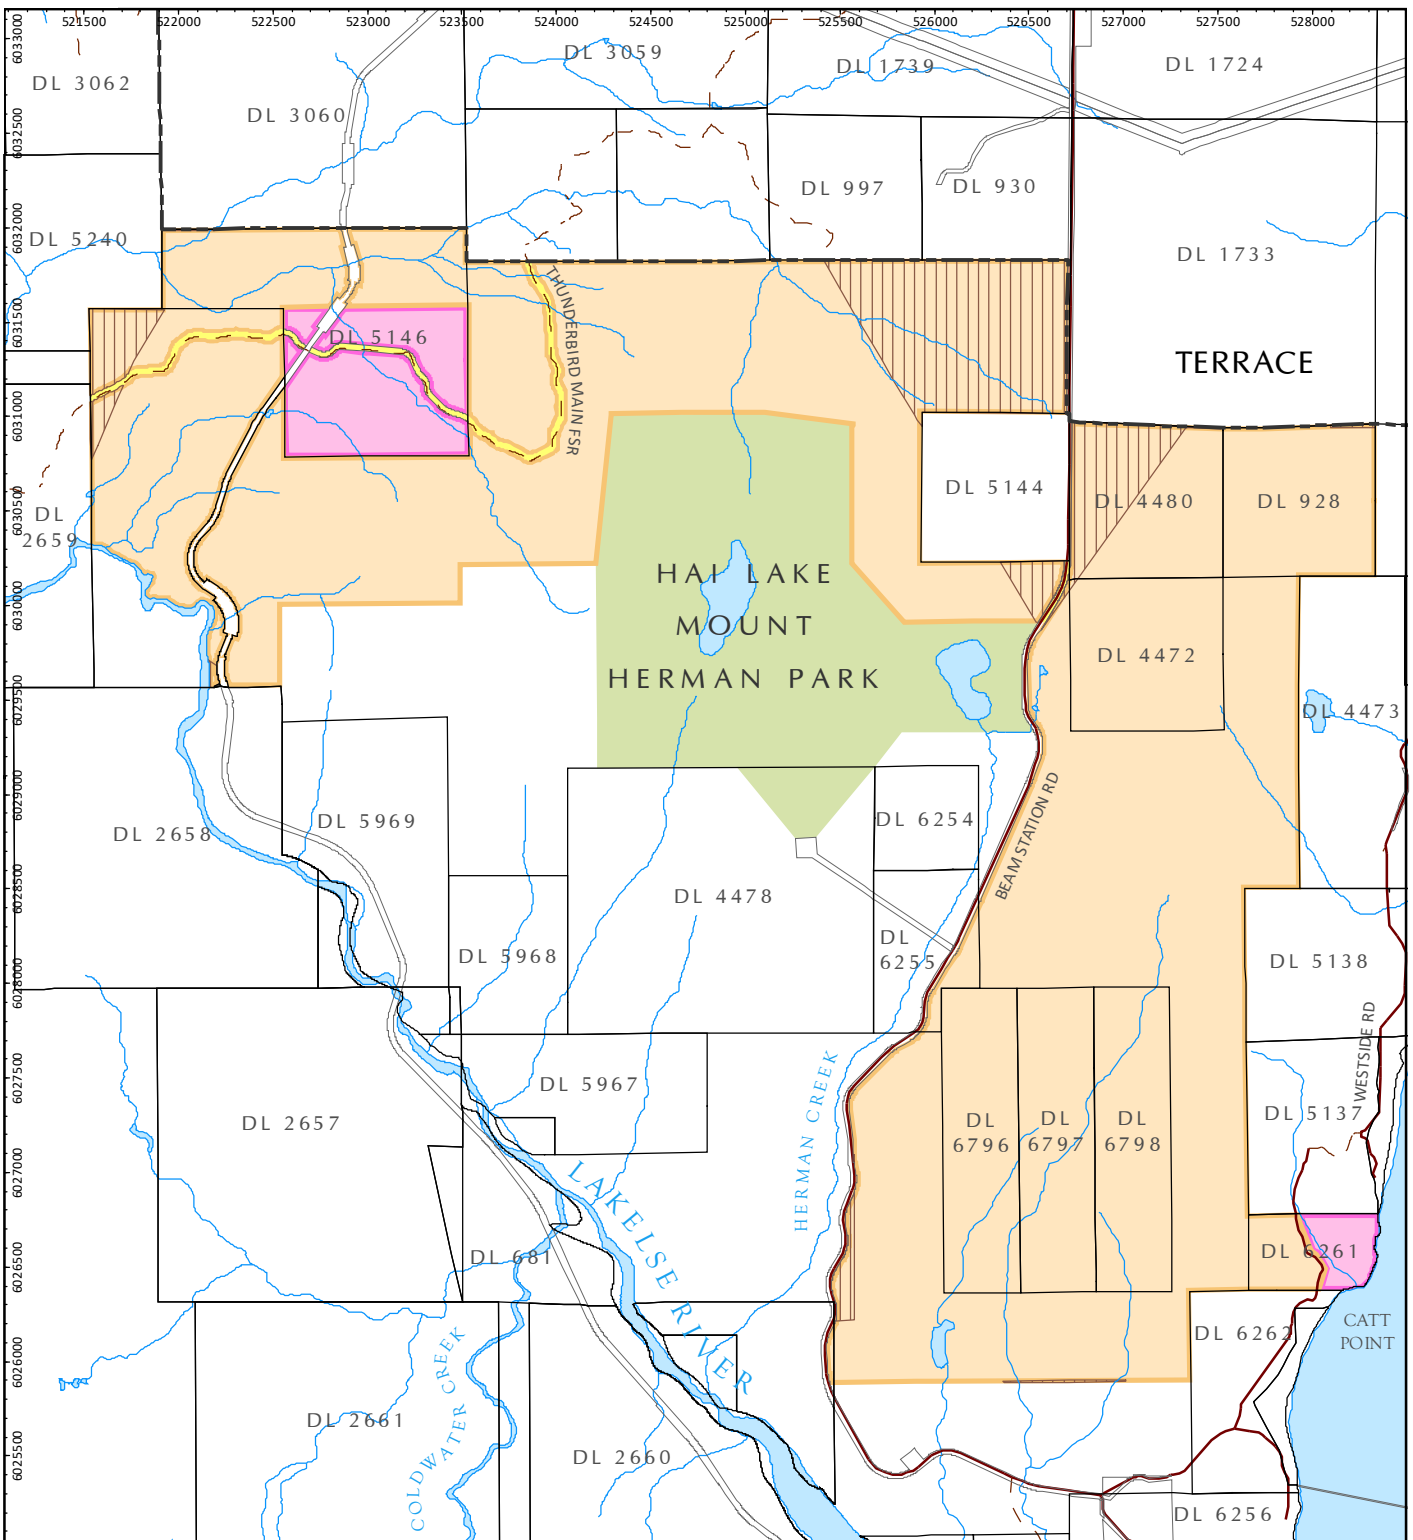 521500 522000 522500 523000 523500 524000 524500 525000 525500 526000 526500 527000 527500 528000
6033000
6032500
6032000
6031500
6031000
6030500
6030000
6029500
6029000
6028500
6028000
6027500
6027000
6026500
6026000
6025500
DL 3062
DL 3060
DL 3059
DL 1739
DL 1724
DL 997
DL 930
DL 5240
DL 1733
THUNDERBIRD MAIN FSR
DL 5146
TERRACE
DL 5144
DL 4480
DL 928
DL
2659
HAI LAKE
MOUNT
HERMAN PARK
DL 4472
DL 4473
BEAM STATION RD
DL 2658
DL 5969
DL 6254
DL 4478
DL 5968
DL
6255
DL 5138
WESTSIDE RD
DL 5967
DL 2657
HERMAN CREEK
DL
6796
DL
6797
DL
6798
DL 5137
LAKELSE RIVER
DL 681
DL 6261
CATT
POINT
DL 6262
COLDWATER CREEK
DL 2661
DL 2660
DL 6256